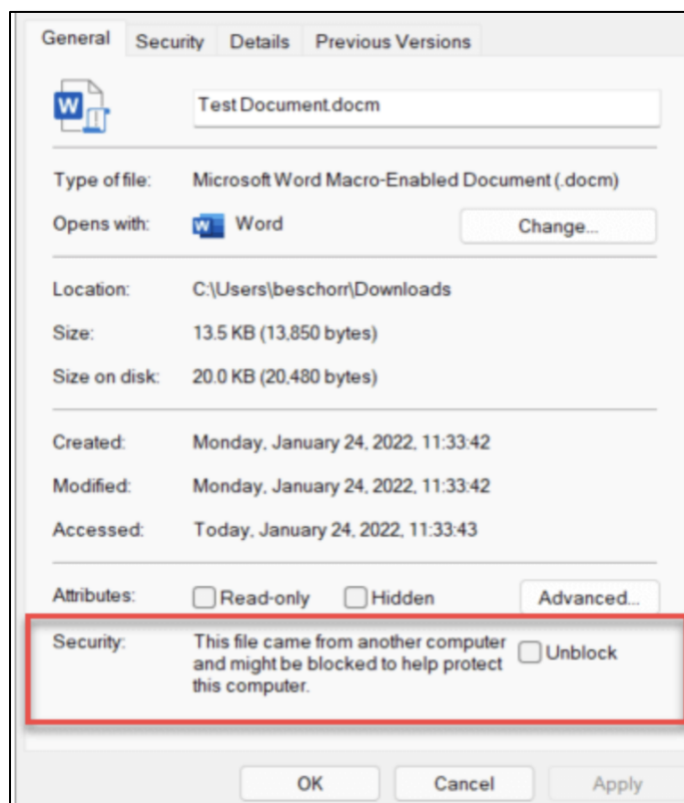 General Security Details Previous Versions
Test Document.docm
Type of file: Microsoft Word Macro-Enabled Document (.docm)
Opens with: Word Change...
Location: C:\Users\beschorr\Downloads
Size: 13.5 KB (13,850 bytes)
Size on disk: 20.0 KB (20,480 bytes)
Created: Monday, January 24, 2022, 11:33:42
Modified: Monday, January 24, 2022, 11:33:42
Accessed: Today, January 24, 2022, 11:33:43
Attributes: Read-only Hidden Advanced...
Security: This file came from another computer
and might be blocked to help protect Unblock
this computer.
OK Cancel Apply